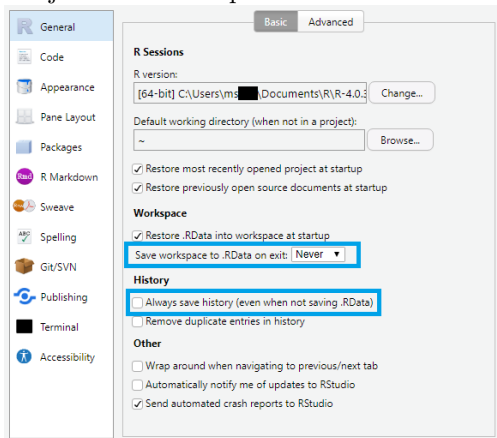 Basic
Advanced
General
Code
Appearance
Pane Layout
Packages
Rmd R Markdown
Sweave
ABC Spelling
Git/SVN
Publishing
Terminal
Accessibility
R Sessions
R version:
[64-bit] C:\Users\ms \Documents\R\R-4.0.3 Change...
Default working directory (when not in a project):
~ Browse...
Restore most recently opened project at startup
Restore previously open source documents at startup
Workspace
Restore .RData into workspace at startup
Save workspace to .RData on exit: Never
History
Always save history (even when not saving .RData)
Remove duplicate entries in history
Other
Wrap around when navigating to previous/next tab
Automatically notify me of updates to RStudio
Send automated crash reports to RStudio